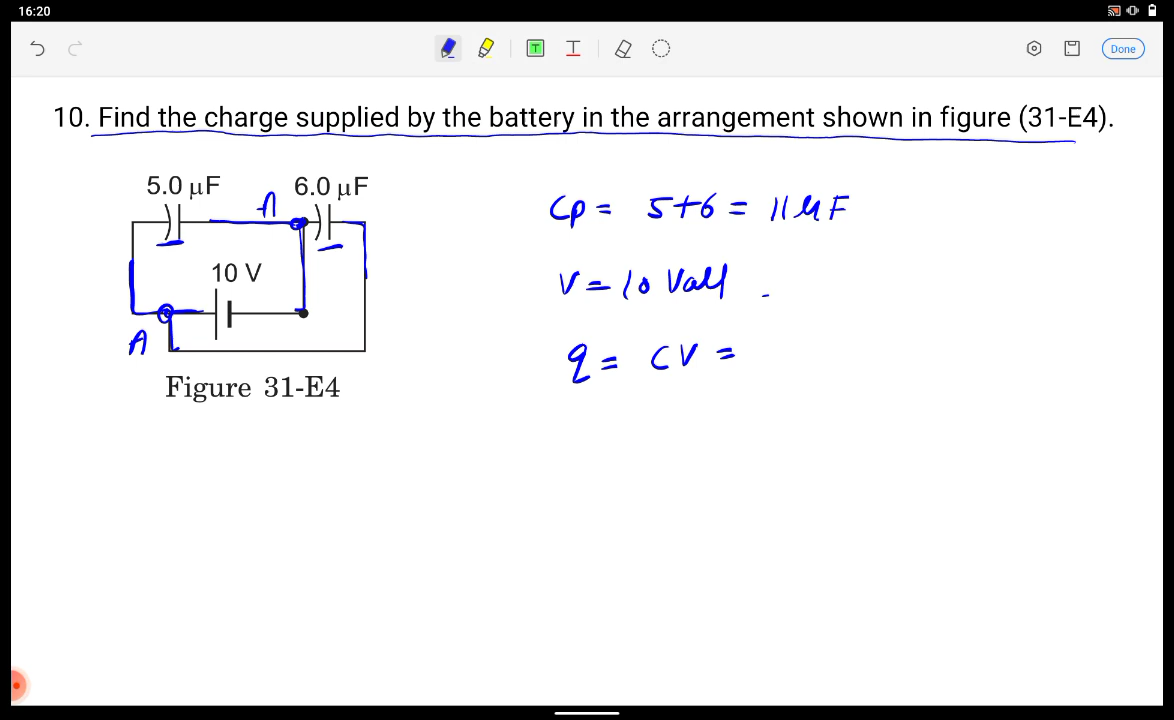 16:20
Done
10. Find the charge supplied by the battery in the arrangement shown in figure (31-E4).
5.0 μF
6.0 μF
10 V
A
Figure 31-E4
Cp = 5+6 = 11 μF
V = 10 Volt
q = CV =